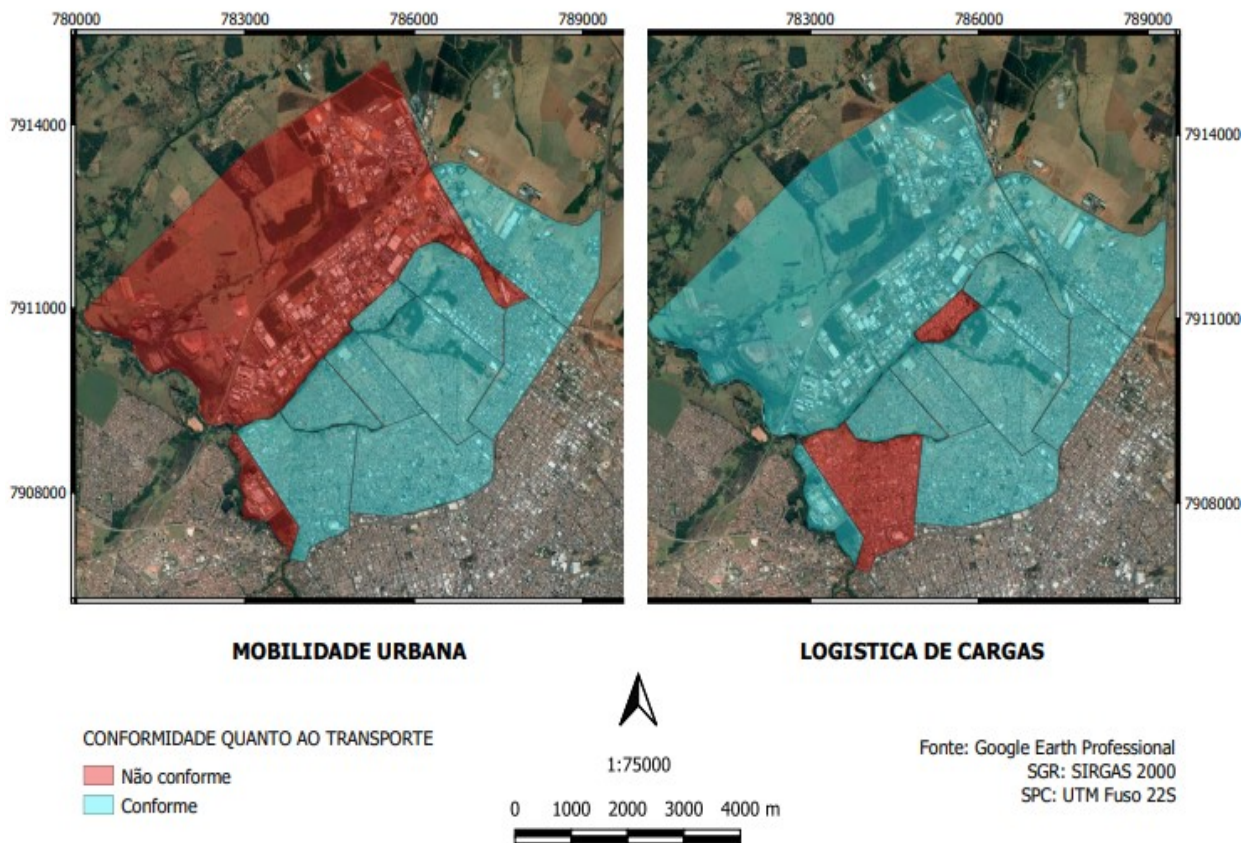 780000 783000 786000 789000
783000 786000 789000
7914000
7914000
7911000
7911000
7908000
7908000
MOBILIDADE URBANA
LOGISTICA DE CARGAS
CONFORMIDADE QUANTO AO TRANSPORTE
Não conforme
Conforme
1:75000
0 1000 2000 3000 4000 m
Fonte: Google Earth Professional
SGR: SIRGAS 2000
SPC: UTM Fuso 22S